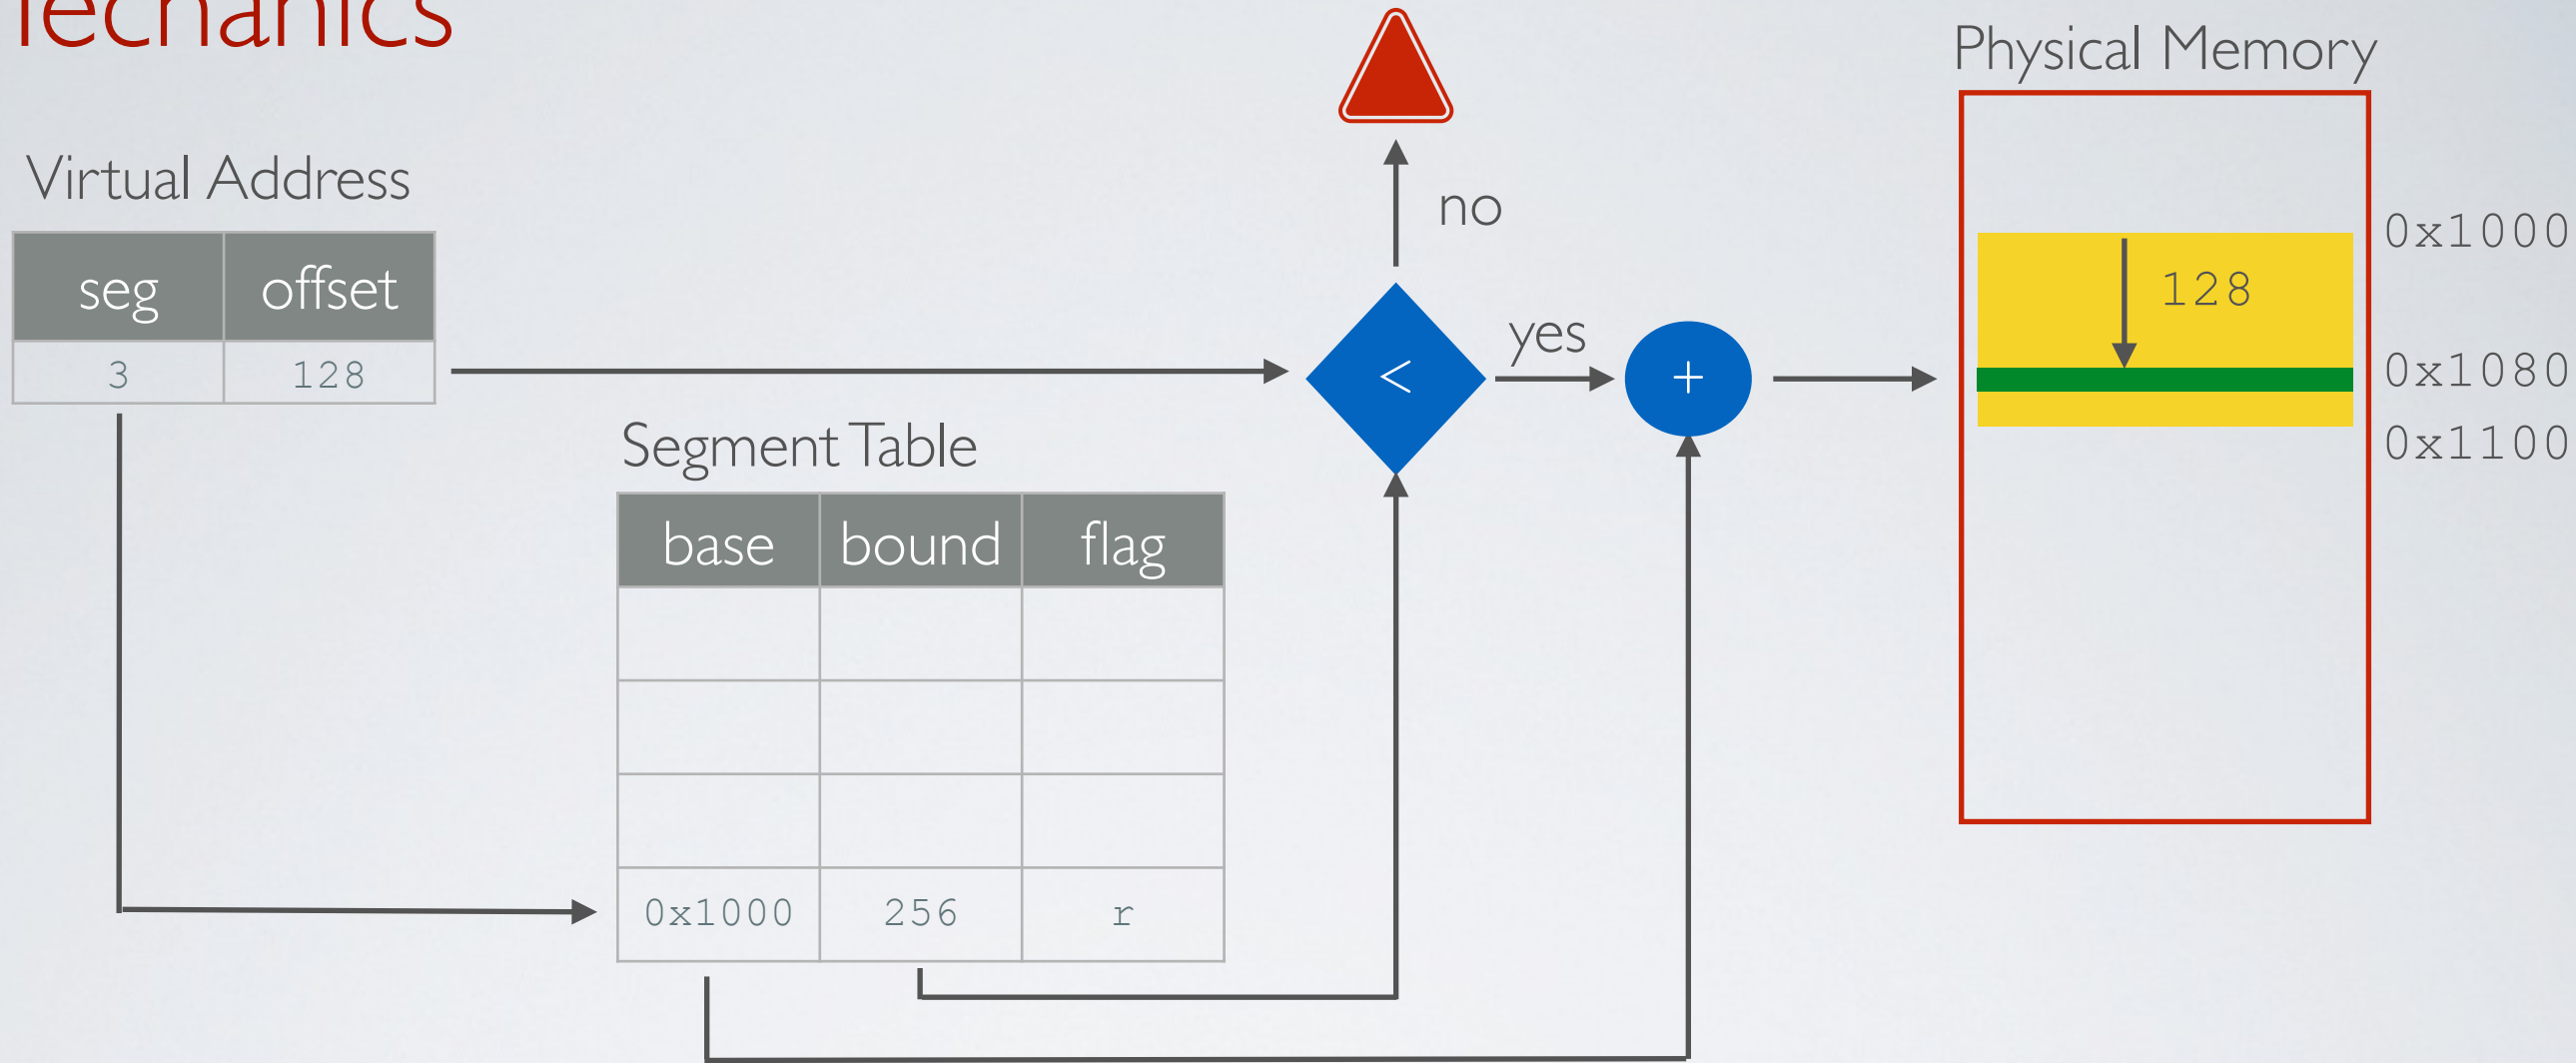 Physical Memory
Virtual Address
seg offset
3 128
no
yes
<
+
Segment Table
base bound flag
0x1000 256 r
0x1000
128
0x1080
0x1100